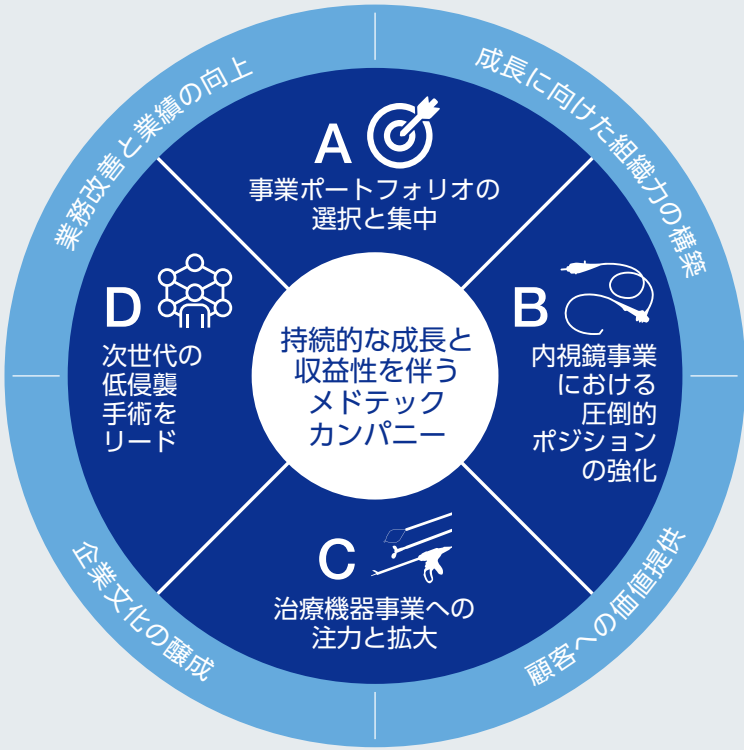 業務改善と業績の向上
成長に向けた組織力の構築
A
事業ポートフォリオの
選択と集中
D
次世代の
低侵襲
手術を
リード
持続的な成長と
収益性を伴う
メドテック
カンパニー
B
内視鏡事業
における
圧倒的
ポジション
の強化
C
治療機器事業への
注力と拡大
企業文化の醸成
顧客への価値提供